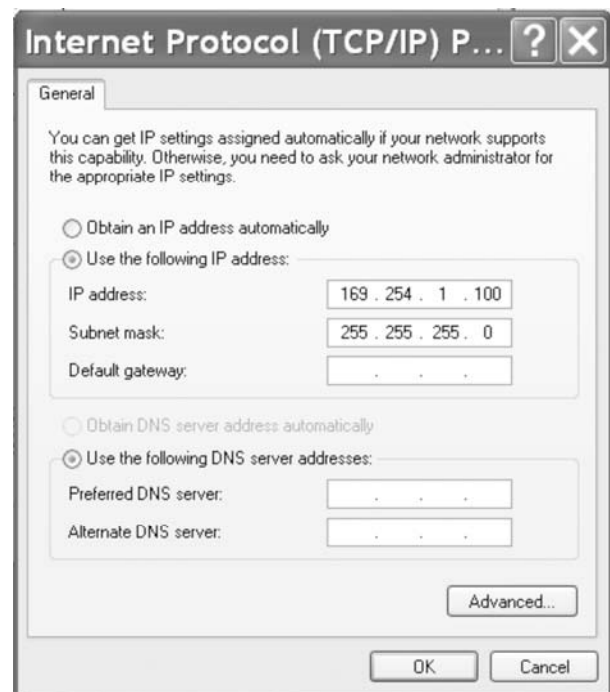 Internet Protocol (TCP/IP) P... ? X
General
You can get IP settings assigned automatically if your network supports
this capability. Otherwise, you need to ask your network administrator for
the appropriate IP settings.
Obtain an IP address automatically
Use the following IP address:
IP address: 169 . 254 . 1 . 100
Subnet mask: 255 . 255 . 255 . 0
Default gateway: . . .
Obtain DNS server address automatically
Use the following DNS server addresses:
Preferred DNS server: . . .
Alternate DNS server: . . .
Advanced...
OK Cancel